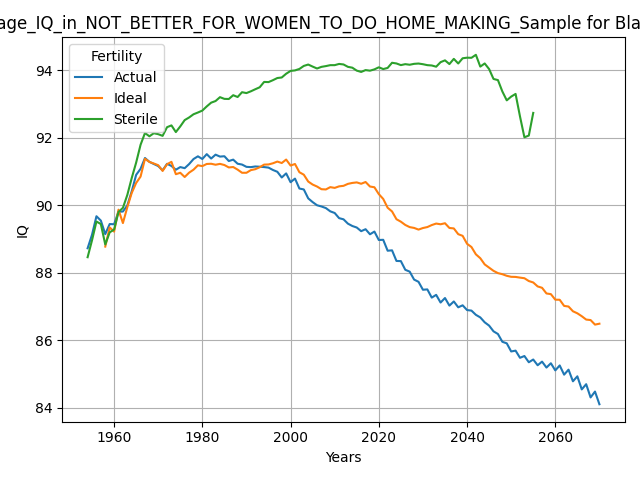 age_IQ_in_NOT_BETTER_FOR_WOMEN_TO_DO_HOME_MAKING_Sample for Bla
Fertility
Actual
Ideal
Sterile
IQ
94
92
90
88
86
84
1960 1980 2000 2020 2040 2060
Years